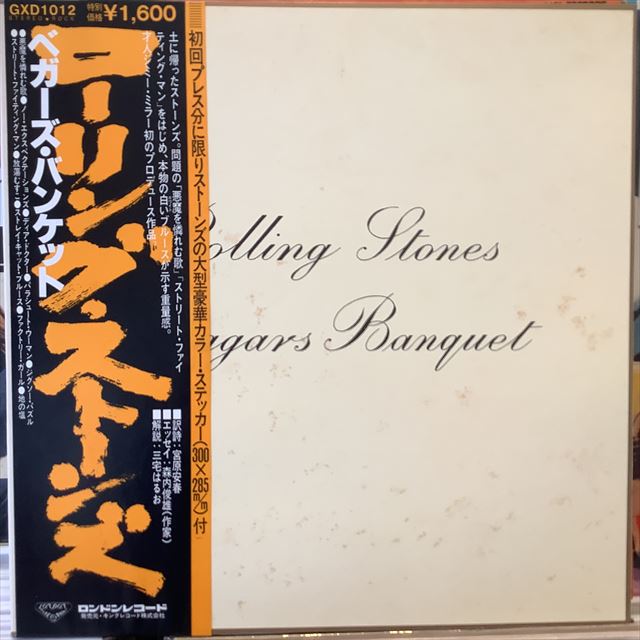 GXD1012
STEREO●ROCK
特別価格 ¥1,600
ローリング・ストーンズ
ベガーズ・バンケット
●悪魔を憐れむ歌●ノー・エクスペクテーションズ●ディア・ドクター●パラシュート・ウーマン●ジグソー・パズル
●ストリート・ファイティング・マン●放蕩むすこ●ストレイ・キャット・ブルース●ファクトリー・ガール●地の塩
土に帰ったストーンズ。問題の「悪魔を憐れむ歌」「ストリート・ファイ
ティング・マン」をはじめ、本物の白いブルースが示す重量感。
才人ジミー・ミラー初のプロデュース作品。
■訳詩：宮原安春
■エッセイ：森内俊雄(作家)
■解説：三宅はるお
初回プレス分に限りストーンズの大型豪華カラー・ステッカー(300×285m/m)付
LONDON
ロンドンレコード
発売元・キングレコード株式会社
olling Stones
gars Banquet